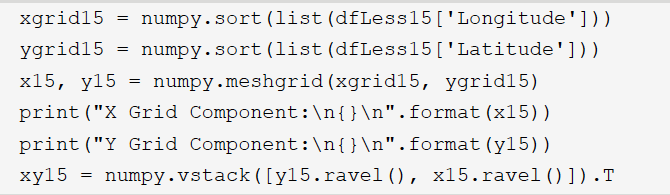 xgrid15 = numpy.sort(list(dfLess15['Longitude']))
ygrid15 = numpy.sort(list(dfLess15['Latitude']))
x15, y15 = numpy.meshgrid(xgrid15, ygrid15)
print("X Grid Component:\n{}\n".format(x15))
print("Y Grid Component:\n{}\n".format(y15))
xy15 = numpy.vstack([y15.ravel(), x15.ravel()]).T